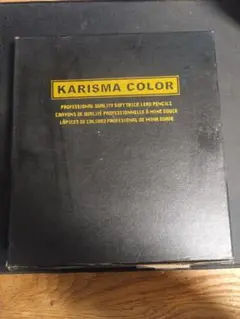 KARISMA COLOR
PROFESSIONAL QUALITY SOFT THICK LEAD PENCILS
CRAYONS DE QUALITÉ PROFESSIONNELLE À MINE DOUCE
LÁPICES DE COLORES PROFESIONAL DE MINA SUAVE